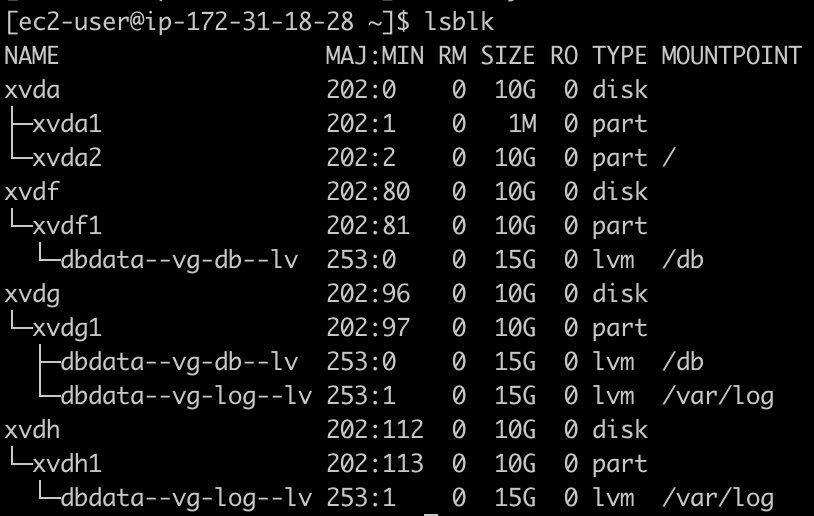 [ec2-user@ip-172-31-18-28 ~]$ lsblk
NAME                   MAJ:MIN RM SIZE RO TYPE MOUNTPOINT
xvda                   202:0    0  10G  0 disk
├─xvda1                202:1    0   1M  0 part
└─xvda2                202:2    0  10G  0 part /
xvdf                   202:80   0  10G  0 disk
└─xvdf1                202:81   0  10G  0 part
  └─dbdata--vg-db--lv  253:0    0  15G  0 lvm  /db
xvdg                   202:96   0  10G  0 disk
└─xvdg1                202:97   0  10G  0 part
  ├─dbdata--vg-db--lv  253:0    0  15G  0 lvm  /db
  └─dbdata--vg-log--lv 253:1    0  15G  0 lvm  /var/log
xvdh                   202:112  0  10G  0 disk
└─xvdh1                202:113  0  10G  0 part
  └─dbdata--vg-log--lv 253:1    0  15G  0 lvm  /var/log